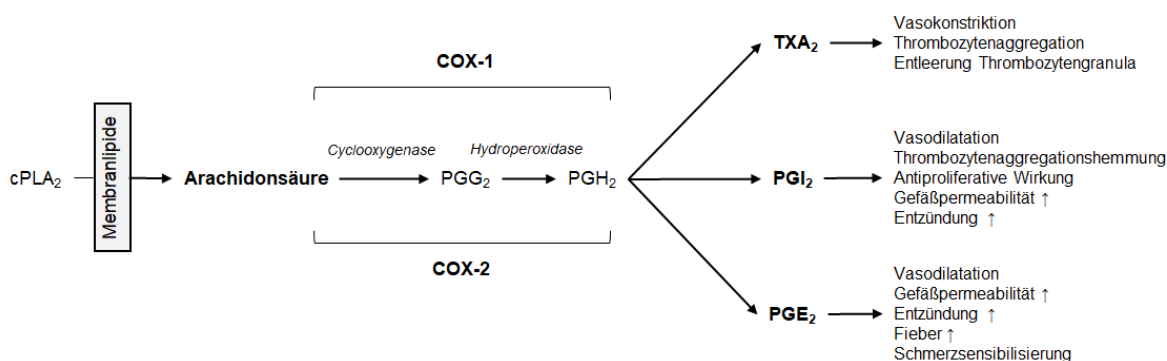 cPLA₂
Membranlipide
Arachidonsäure
COX-1
Cyclooxygenase
Hydroperoxidase
PGG₂
PGH₂
COX-2
TXA₂
Vasokonstriktion
Thrombozytenaggregation
Entleerung Thrombozytengranula
PGI₂
Vasodilatation
Thrombozytenaggregationshemmung
Antiproliferative Wirkung
Gefäßpermeabilität ↑
Entzündung ↑
PGE₂
Vasodilatation
Gefäßpermeabilität ↑
Entzündung ↑
Fieber ↑
Schmerzsensibilisierung